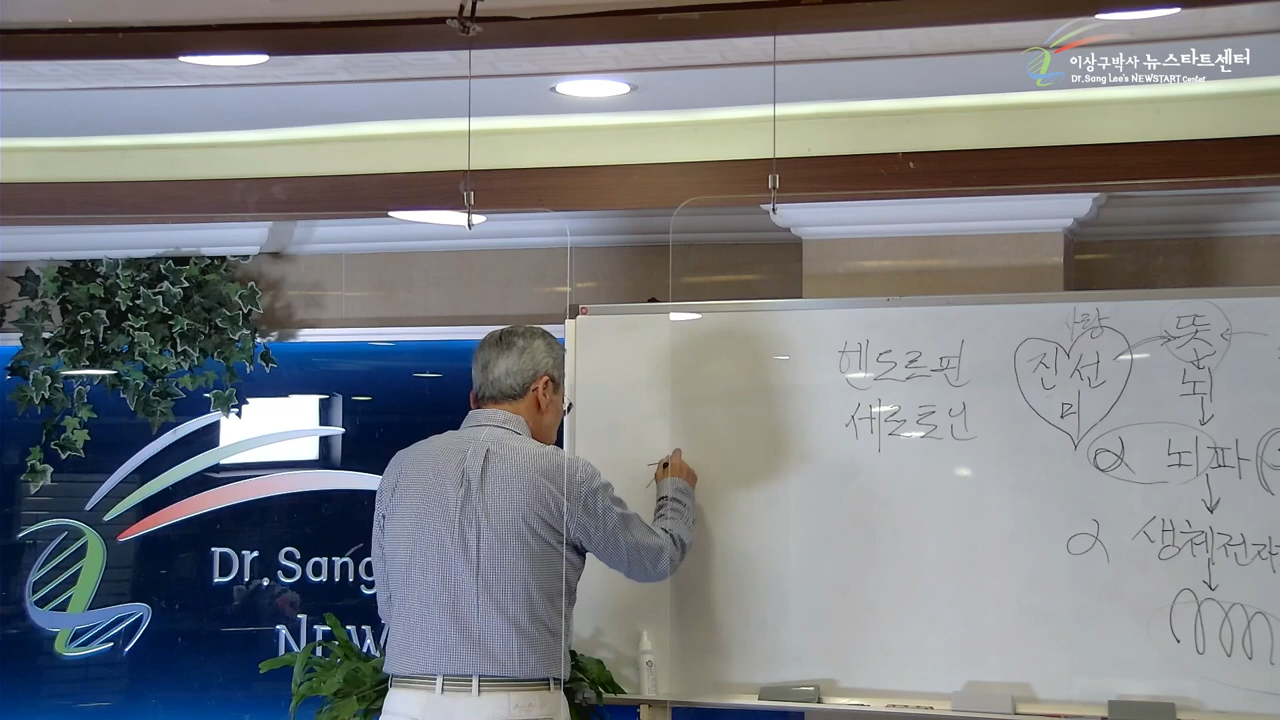 이상구박사 뉴스타트센터
Dr. Sang Lee's NEWSTART Center
사랑
뜻
진선
미
엔도르핀
세로토닌
뇌
α 뇌파
α 생체전자
Dr. Sang
NEW